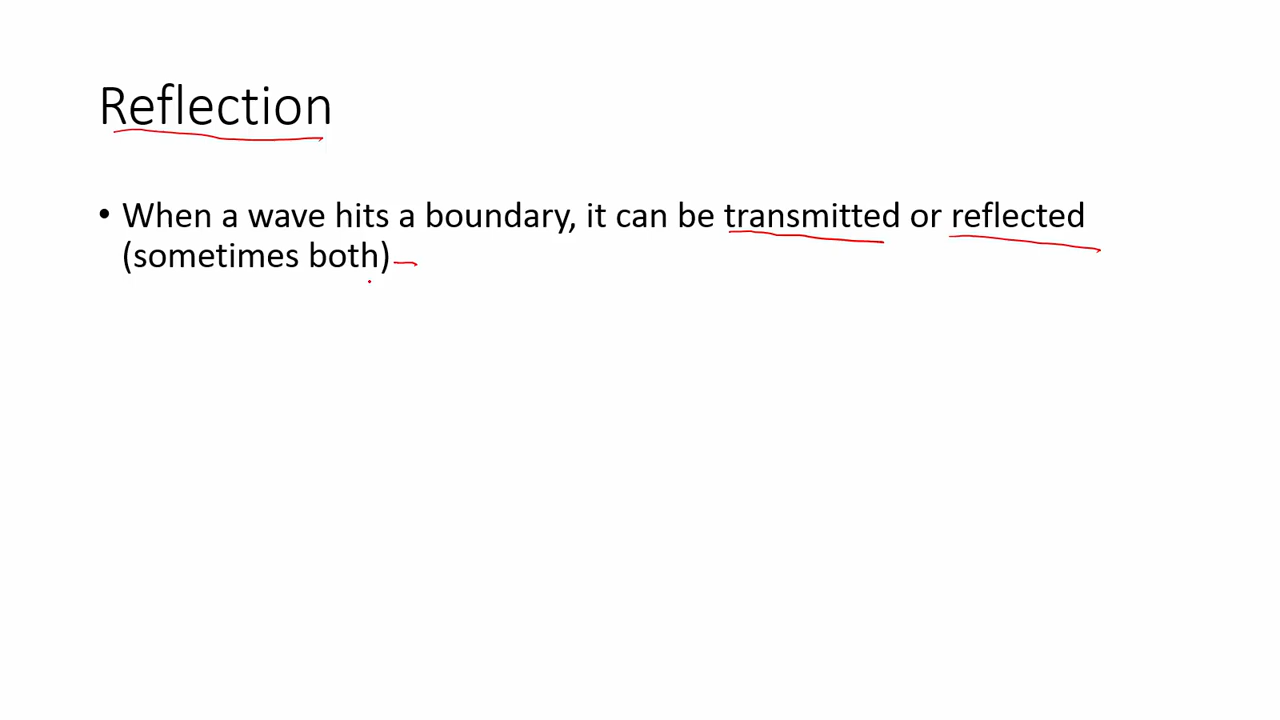 Reflection
• When a wave hits a boundary, it can be transmitted or reflected
(sometimes both)